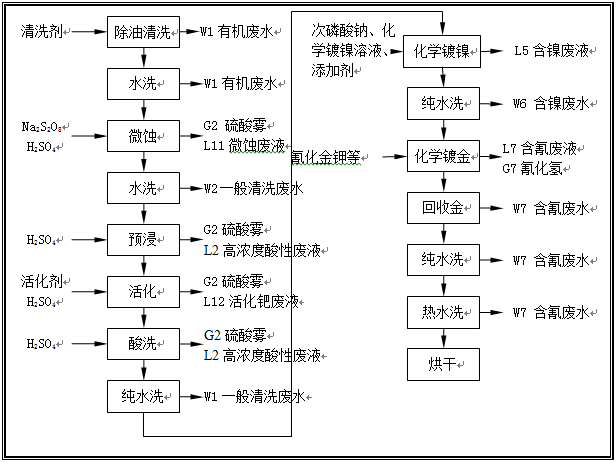 清洗剂
除油清洗
W1 有机废水
水洗
W1 有机废水
Na₂S₂O₈
H₂SO₄
微蚀
G2 硫酸雾
L11 微蚀废液
水洗
W2 一般清洗废水
H₂SO₄
预浸
G2 硫酸雾
L2 高浓度酸性废液
活化剂
H₂SO₄
活化
G2 硫酸雾
L12 活化钯废液
H₂SO₄
酸洗
G2 硫酸雾
L2 高浓度酸性废液
纯水洗
W1 一般清洗废水
次磷酸钠、化
学镀镍溶液、
添加剂
化学镀镍
L5 含镍废液
纯水洗
W6 含镍废水
氰化金钾等
化学镀金
L7 含氰废液
G7 氰化氢
回收金
W7 含氰废水
纯水洗
W7 含氰废水
热水洗
W7 含氰废水
烘干